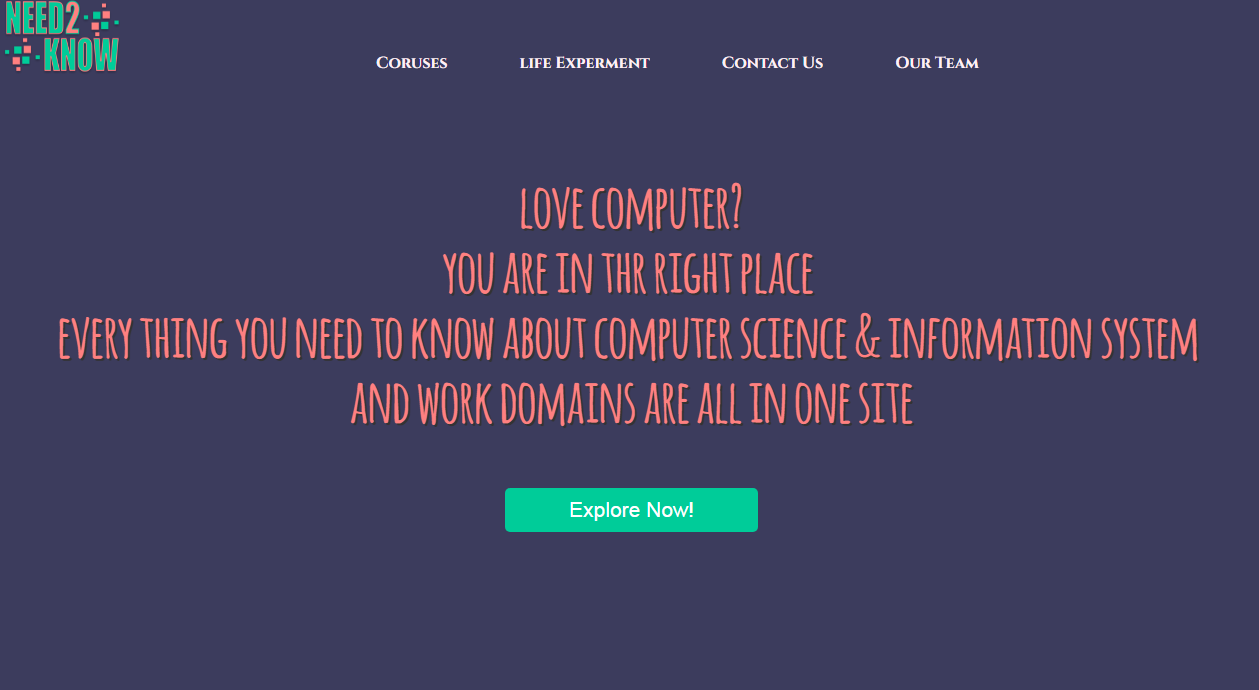 NEED2
KNOW
Coruses life Experment Contact Us Our Team
LOVE COMPUTER?
YOU ARE IN THR RIGHT PLACE
EVERY THING YOU NEED TO KNOW ABOUT COMPUTER SCIENCE & INFORMATION SYSTEM
AND WORK DOMAINS ARE ALL IN ONE SITE
Explore Now!